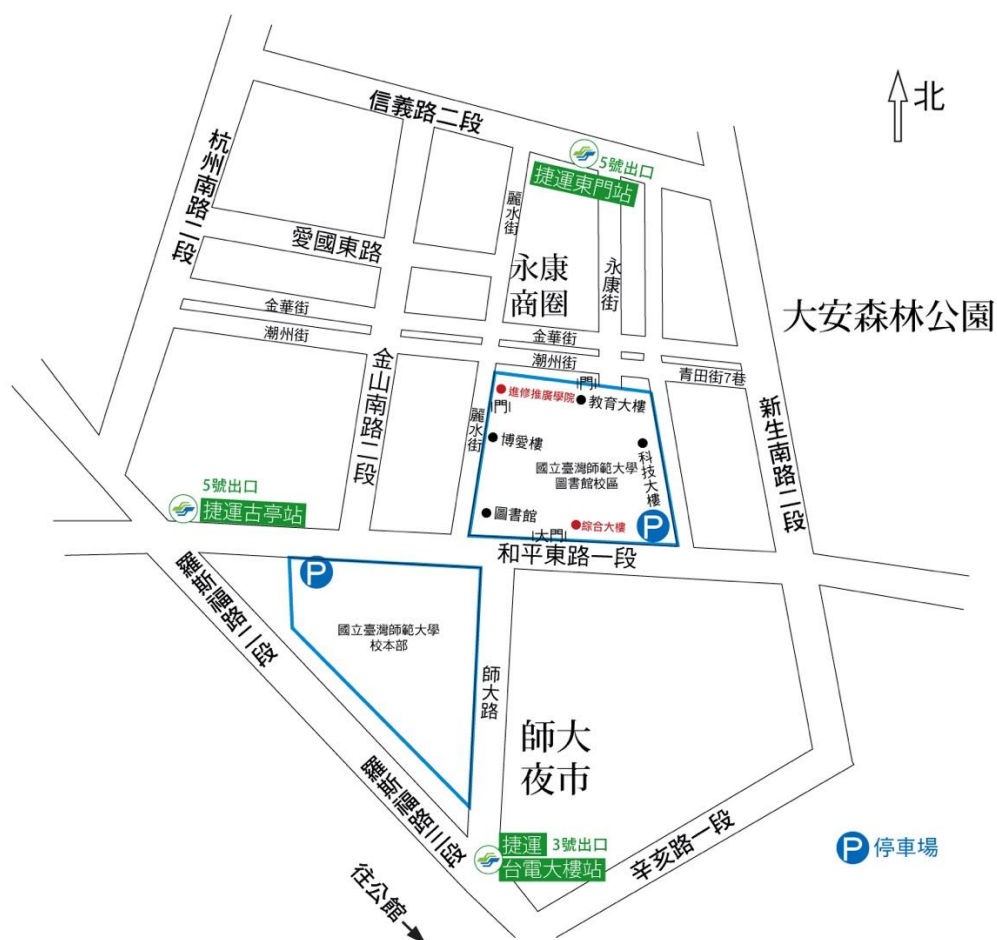 北
信義路二段
5號出口
捷運東門站
杭州南路二段
麗水街
愛國東路
永康
商圈
永康街
大安森林公園
金華街
金華街
潮州街
潮州街
青田街7巷
金山南路二段
進修推廣學院
門
門
教育大樓
麗水街
博愛樓
科技大樓
新生南路二段
國立臺灣師範大學
圖書館校區
5號出口
捷運古亭站
圖書館
綜合大樓
P
大門
和平東路一段
P
羅斯福路二段
國立臺灣師範大學
校本部
師大路
師大
夜市
羅斯福路三段
捷運 3號出口
台電大樓站
辛亥路一段
P 停車場
往公館